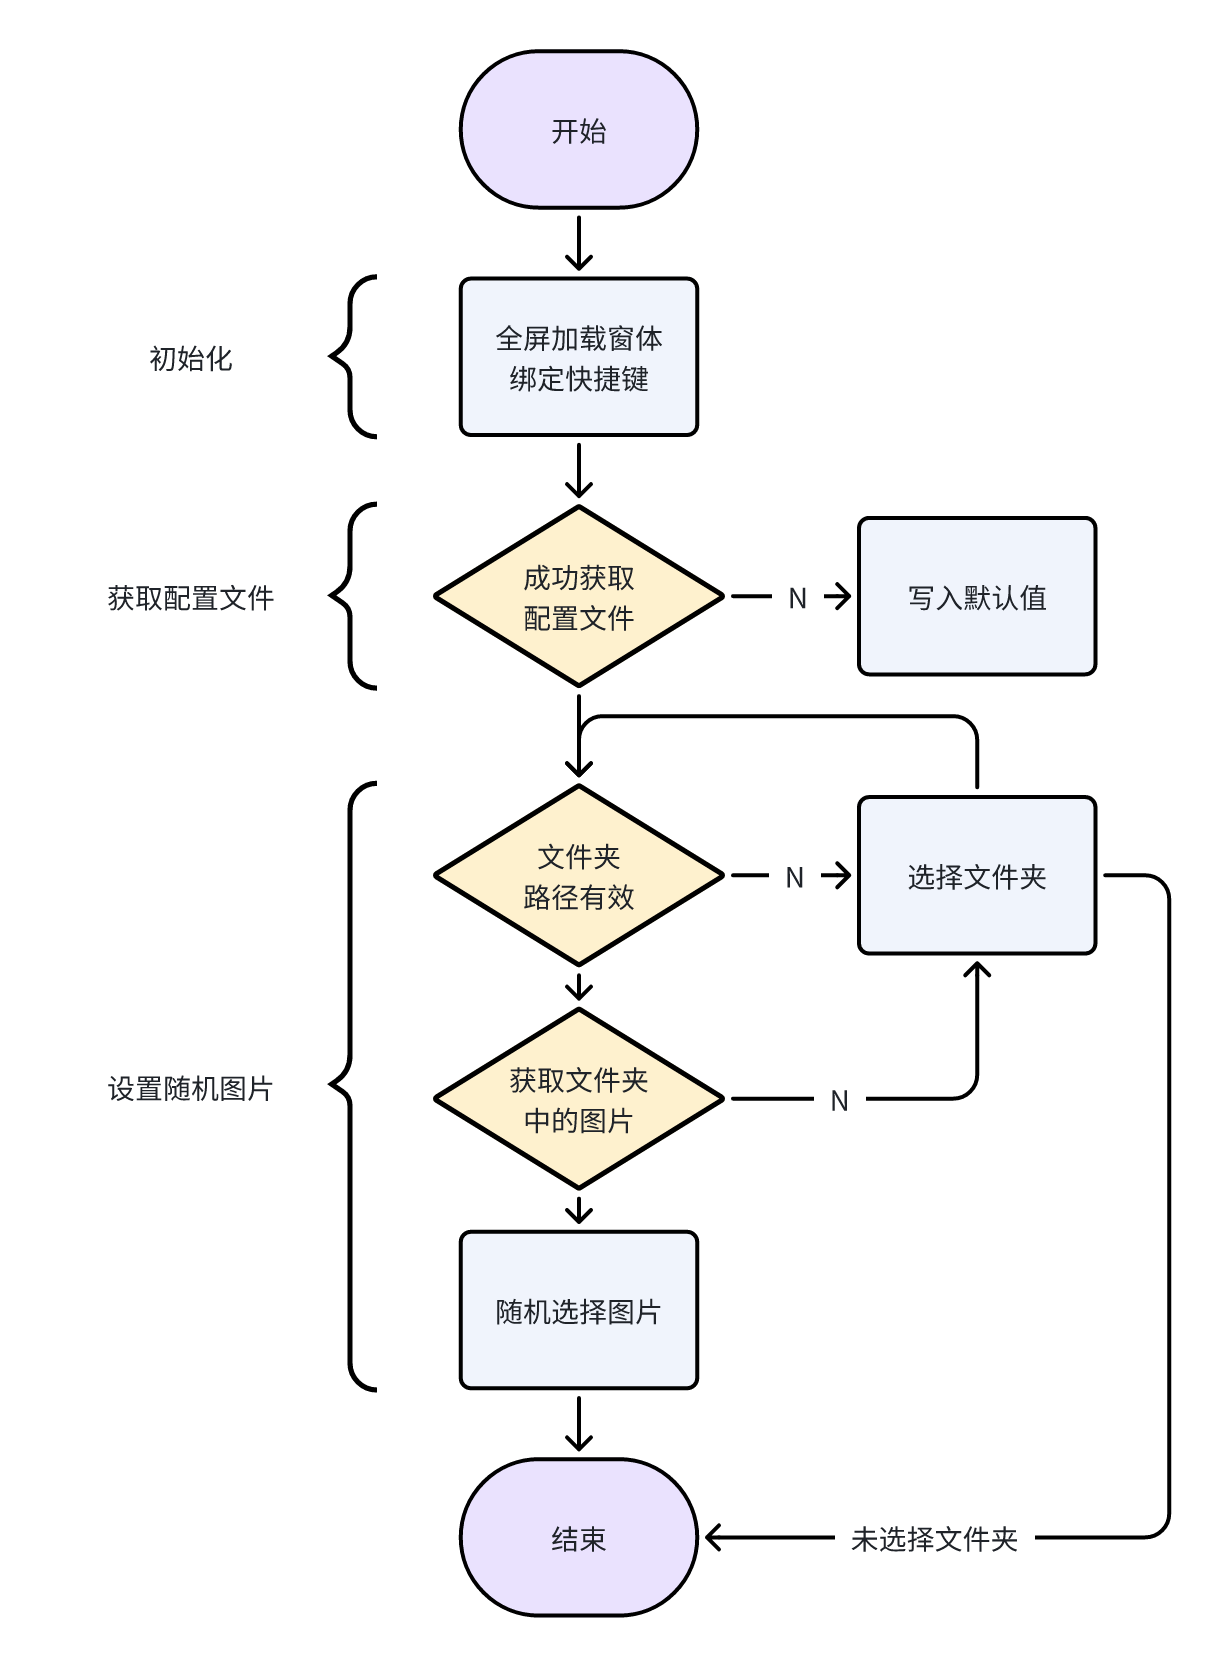 开始
初始化
全屏加载窗体
绑定快捷键
获取配置文件
成功获取
配置文件
N
写入默认值
文件夹
路径有效
N
选择文件夹
设置随机图片
获取文件夹
中的图片
N
随机选择图片
结束
未选择文件夹